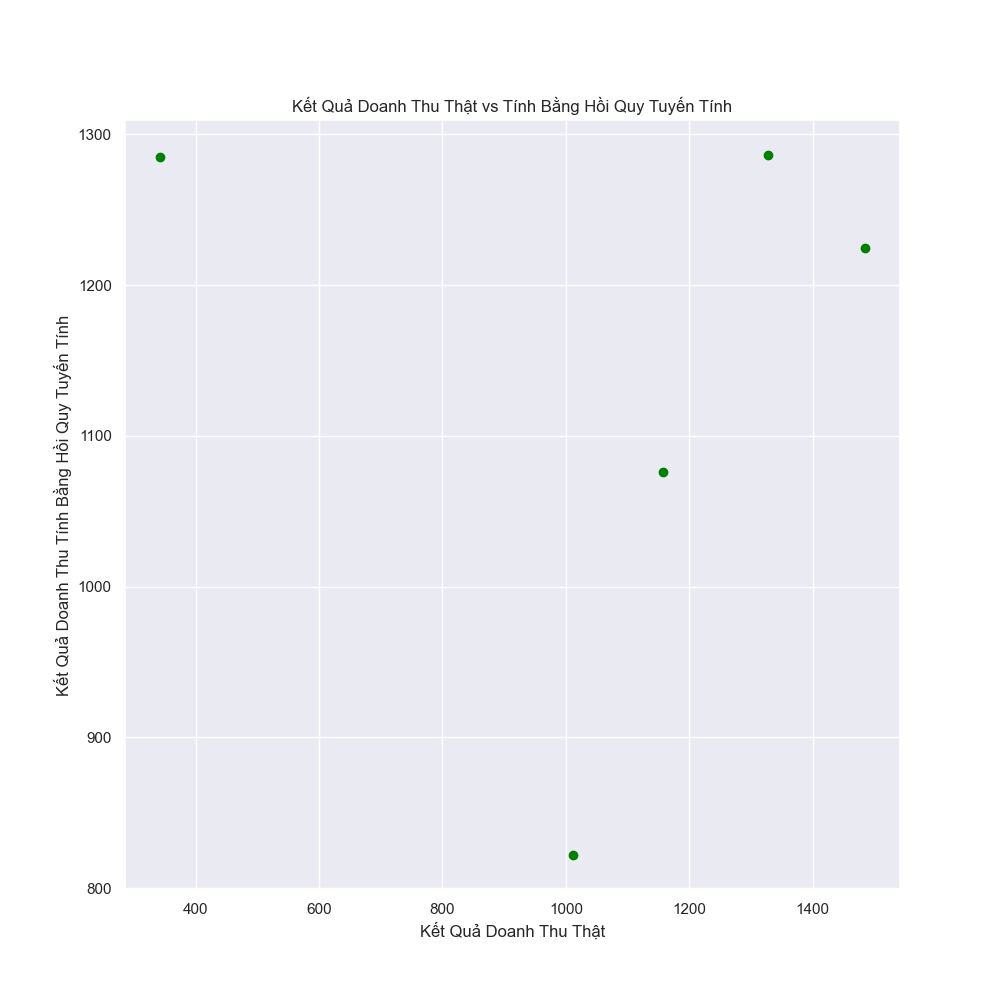 Kết Quả Doanh Thu Thật vs Tính Bằng Hồi Quy Tuyến Tính
1300
1200
1100
1000
900
800
Kết Quả Doanh Thu Tính Bằng Hồi Quy Tuyến Tính
400 600 800 1000 1200 1400
Kết Quả Doanh Thu Thật